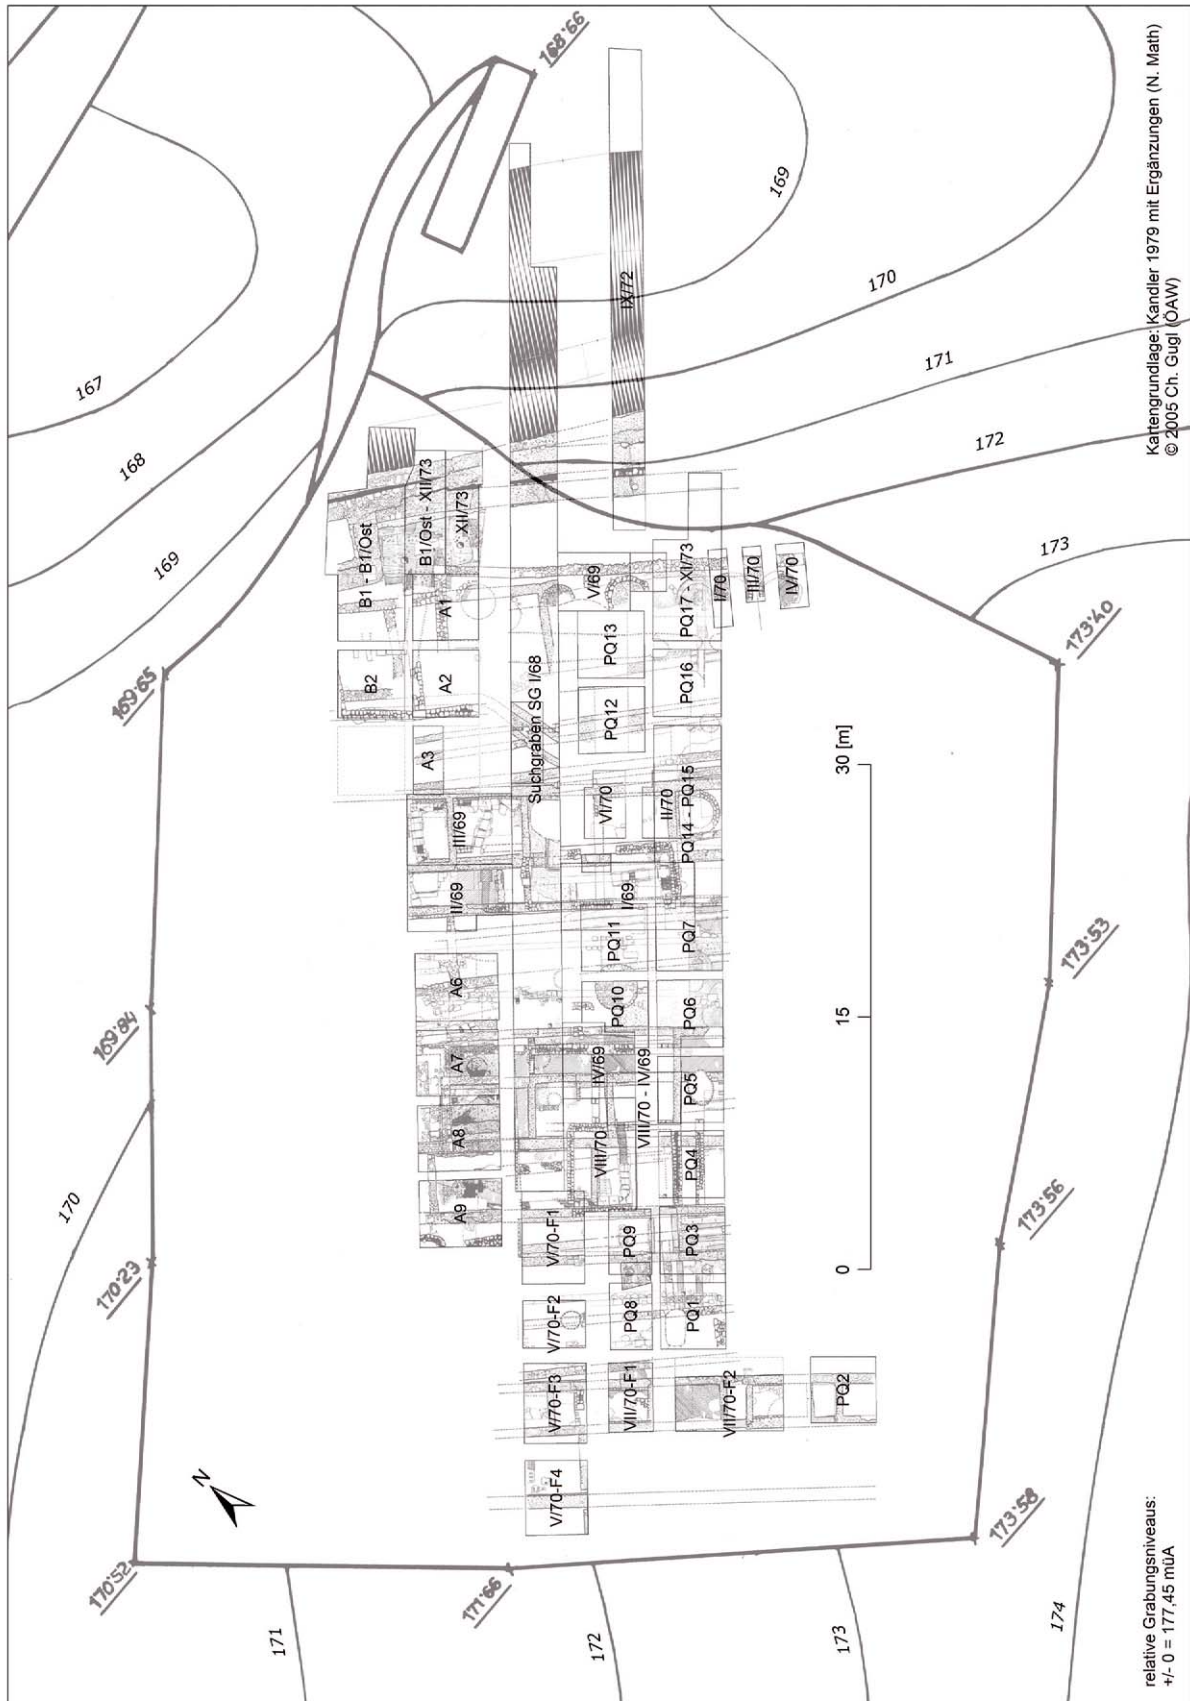 170'52
170'23
169'84
169'65
168'66
167
168
169
170
171
172
173
174
173
172
171
170
169
171'66
173'58
173'56
173'53
173'40
N
B1 - B1/Ost
B1/Ost - XII/73
XII/73
B2
A1
A2
A3
III/69
II/69
A6
A7
A8
A9
Suchgraben SG I/68
IX/72
V/69
PQ13
PQ12
VI/70
I/69
PQ11
PQ10
IV/69
VIII/70
VIII/70 - IV/69
V/70-F1
V/70-F2
V/70-F3
V/70-F4
PQ9
PQ8
VII/70-F1
PQ17 - XI/73
I/70
III/70
IV/70
PQ16
II/70
PQ14 - PQ15
PQ7
PQ6
PQ5
PQ4
PQ3
PQ1
VII/70-F2
PQ2
0
15
30 [m]
relative Grabungsniveaus:
+/- 0 = 177,45 müA
Kartengrundlage: Kandler 1979 mit Ergänzungen (N. Math)
© 2005 Ch. Gugl (ÖAW)